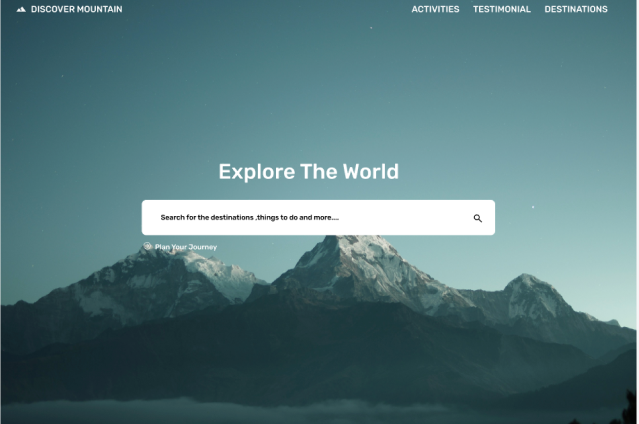 DISCOVER MOUNTAIN
ACTIVITIES TESTIMONIAL DESTINATIONS
Explore The World
Search for the destinations ,things to do and more....
Plan Your Journey